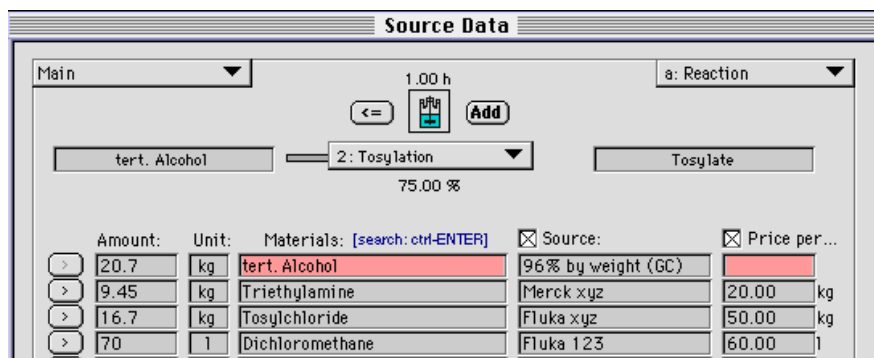 Source Data
Main
a: Reaction
1.00 h
<= Add
tert. Alcohol 2: Tosylation Tosylate
75.00 %
Amount: Unit: Materials: [search: ctrl-ENTER] Source: Price per...
> 20.7 kg tert. Alcohol 96% by weight (GC)
> 9.45 kg Triethylamine Merck xyz 20.00 kg
> 16.7 kg Tosylchloride Fluka xyz 50.00 kg
> 70 l Dichloromethane Fluka 123 60.00 l